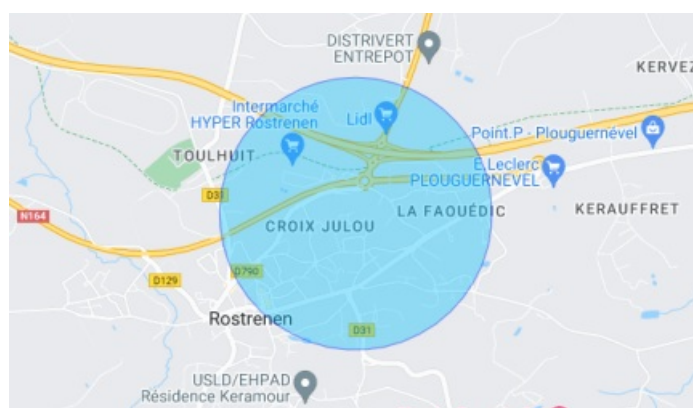 DISTRIVERT
ENTREPOT
KERVEZ
Intermarché
HYPER Rostrenen
Lidl
Point.P - Plouguernével
TOULHUIT
E.Leclerc
PLOUGUERNEVEL
D31
LA FAOUÉDIC
KERAUFFRET
N164
CROIX JULOU
D790
D129
Rostrenen
D31
USLD/EHPAD
Résidence Keramour